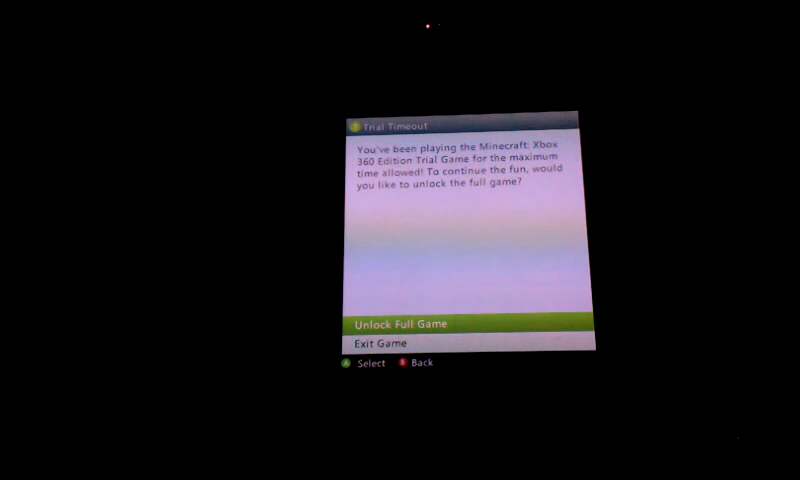 Trial Timeout
You've been playing the Minecraft: Xbox
360 Edition Trial Game for the maximum
time allowed! To continue the fun, would
you like to unlock the full game?
Unlock Full Game
Exit Game
A Select B Back